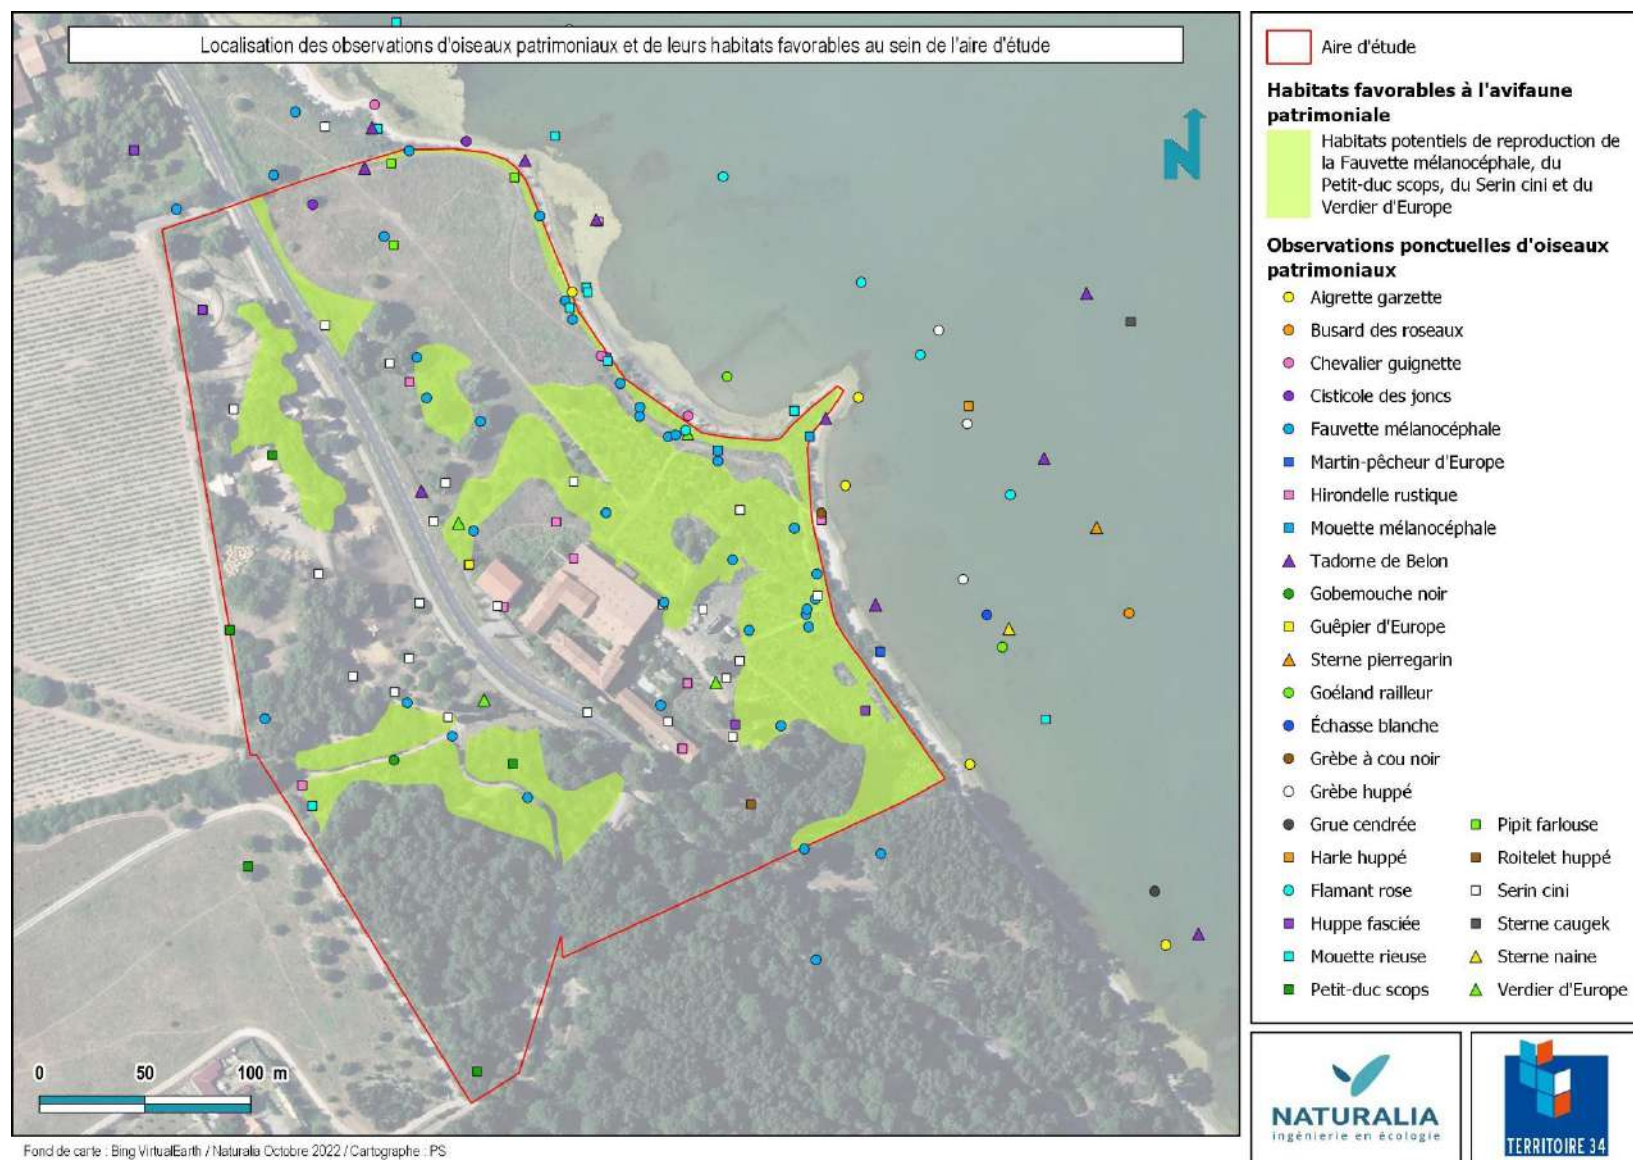 Localisation des observations d'oiseaux patrimoniaux et de leurs habitats favorables au sein de l'aire d'étude
N
0 50 100 m
Fond de carte : Bing VirtualEarth / Naturalia Octobre 2022 / Cartographe : PS
Aire d'étude
Habitats favorables à l'avifaune
patrimoniale
Habitats potentiels de reproduction de
la Fauvette mélanocéphale, du
Petit-duc scops, du Serin cini et du
Verdier d'Europe
Observations ponctuelles d'oiseaux
patrimoniaux
Aigrette garzette
Busard des roseaux
Chevalier guignette
Cisticole des joncs
Fauvette mélanocéphale
Martin-pêcheur d'Europe
Hirondelle rustique
Mouette mélanocéphale
Tadorne de Belon
Gobemouche noir
Guêpier d'Europe
Sterne pierregarin
Goéland railleur
Échasse blanche
Grèbe à cou noir
Grèbe huppé
Grue cendrée
Harle huppé
Flamant rose
Huppe fasciée
Mouette rieuse
Petit-duc scops
Pipit farlouse
Roitelet huppé
Serin cini
Sterne caugek
Sterne naine
Verdier d'Europe
NATURALIA
ingénierie en écologie
TERRITOIRE 34